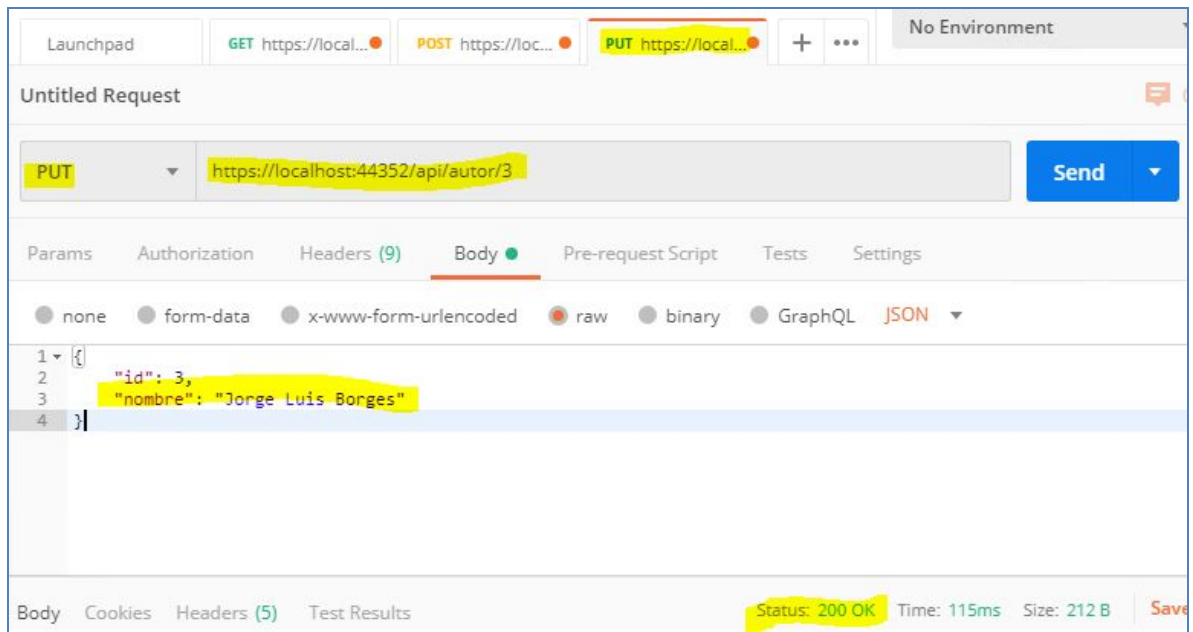 Launchpad GET https://local... POST https://loc... PUT https://local... + ••• No Environment
Untitled Request
PUT https://localhost:44352/api/autor/3 Send
Params Authorization Headers (9) Body Pre-request Script Tests Settings
none form-data x-www-form-urlencoded raw binary GraphQL JSON
1 {
2 "id": 3,
3 "nombre": "Jorge Luis Borges"
4 }
Body Cookies Headers (5) Test Results Status: 200 OK Time: 115ms Size: 212 B Save